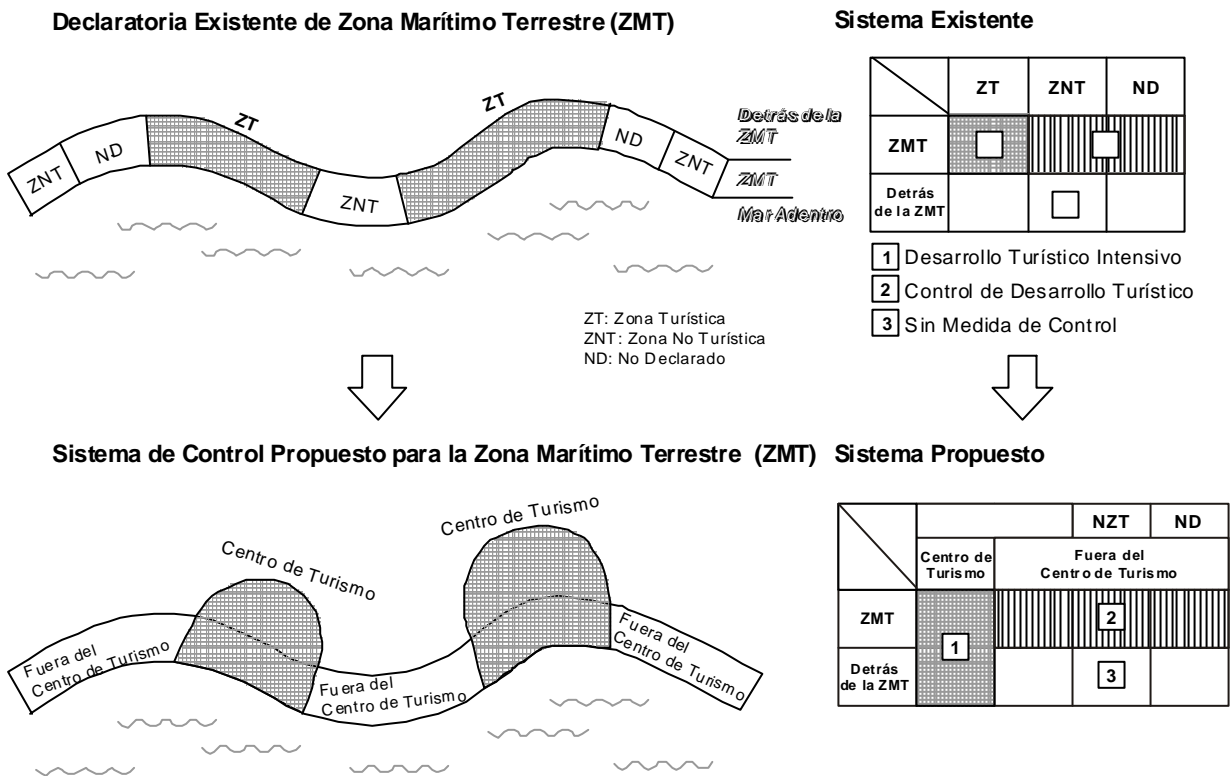 Declaratoria Existente de Zona Marítimo Terrestre (ZMT)
ZNT
ND
ZT
ZNT
ZT
ND
ZNT
Detrás de la
ZMT
ZMT
Mar Adentro
ZT: Zona Turística
ZNT: Zona No Turística
ND: No Declarado
Sistema Existente
ZT ZNT ND
ZMT
Detrás
de la ZMT
1 Desarrollo Turístico Intensivo
2 Control de Desarrollo Turístico
3 Sin Medida de Control
Sistema de Control Propuesto para la Zona Marítimo Terrestre (ZMT)
Fuera del
Centro de Turismo
Centro de Turismo
Fuera del
Centro de Turismo
Centro de Turismo
Fuera del
Centro de Turismo
Sistema Propuesto
NZT ND
Centro de
Turismo
Fuera del
Centro de Turismo
ZMT
1
2
Detrás
de la ZMT
3